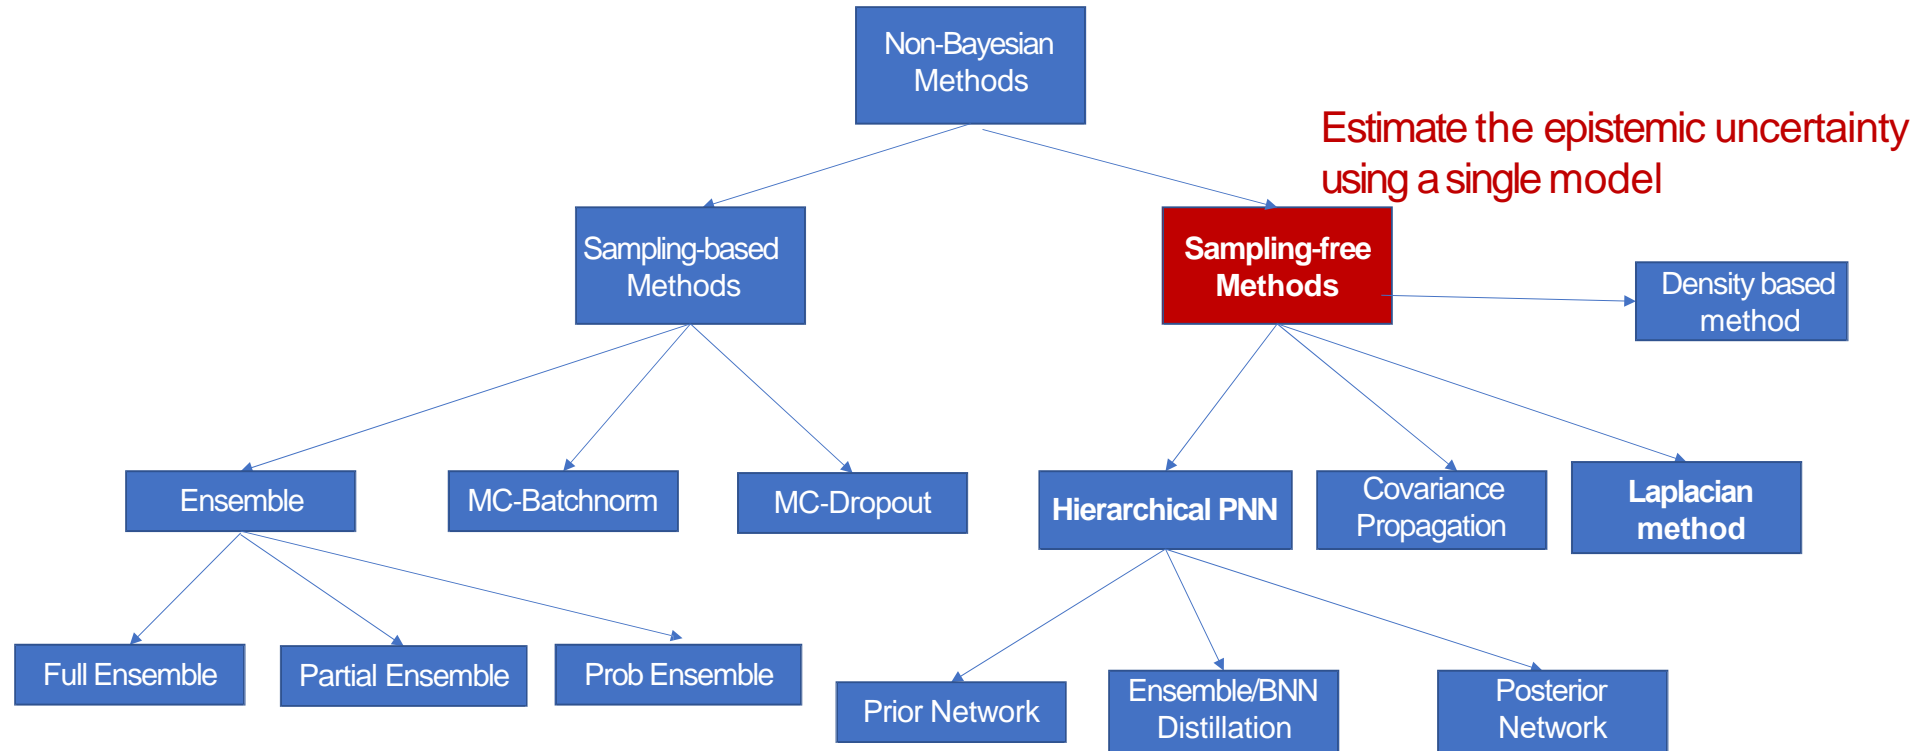 Non-Bayesian
Methods
Estimate the epistemic uncertainty
using a single model
Sampling-based
Methods
Sampling-free
Methods
Density based
method
Ensemble
MC-Batchnorm
MC-Dropout
Hierarchical PNN
Covariance
Propagation
Laplacian
method
Full Ensemble
Partial Ensemble
Prob Ensemble
Prior Network
Ensemble/BNN
Distillation
Posterior
Network